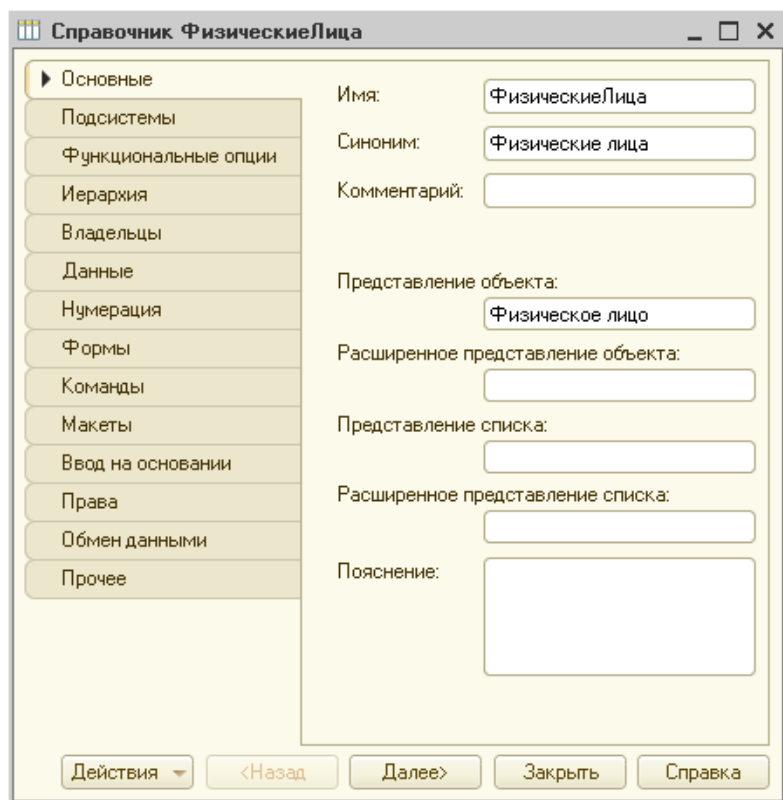 Справочник ФизическиеЛица
Основные
Подсистемы
Функциональные опции
Иерархия
Владельцы
Данные
Нумерация
Формы
Команды
Макеты
Ввод на основании
Права
Обмен данными
Прочее
Имя: ФизическиеЛица
Синоним: Физические лица
Комментарий:
Представление объекта:
Физическое лицо
Расширенное представление объекта:
Представление списка:
Расширенное представление списка:
Пояснение:
Действия <Назад Далее> Закрыть Справка